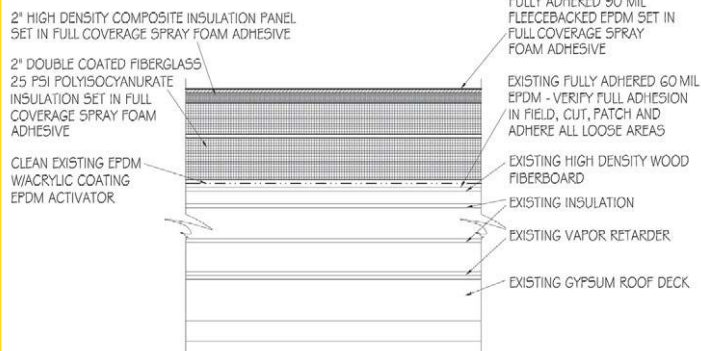 2" HIGH DENSITY COMPOSITE INSULATION PANEL
SET IN FULL COVERAGE SPRAY FOAM ADHESIVE
2" DOUBLE COATED FIBERGLASS
25 PSI POLYISOCYANURATE
INSULATION SET IN FULL
COVERAGE SPRAY FOAM
ADHESIVE
CLEAN EXISTING EPDM
W/ACRYLIC COATING
EPDM ACTIVATOR
FULLY ADHERED 90 MIL
FLEECEBACKED EPDM SET IN
FULL COVERAGE SPRAY
FOAM ADHESIVE
EXISTING FULLY ADHERED 60 MIL
EPDM - VERIFY FULL ADHESION
IN FIELD, CUT, PATCH AND
ADHERE ALL LOOSE AREAS
EXISTING HIGH DENSITY WOOD
FIBERBOARD
EXISTING INSULATION
EXISTING VAPOR RETARDER
EXISTING GYPSUM ROOF DECK